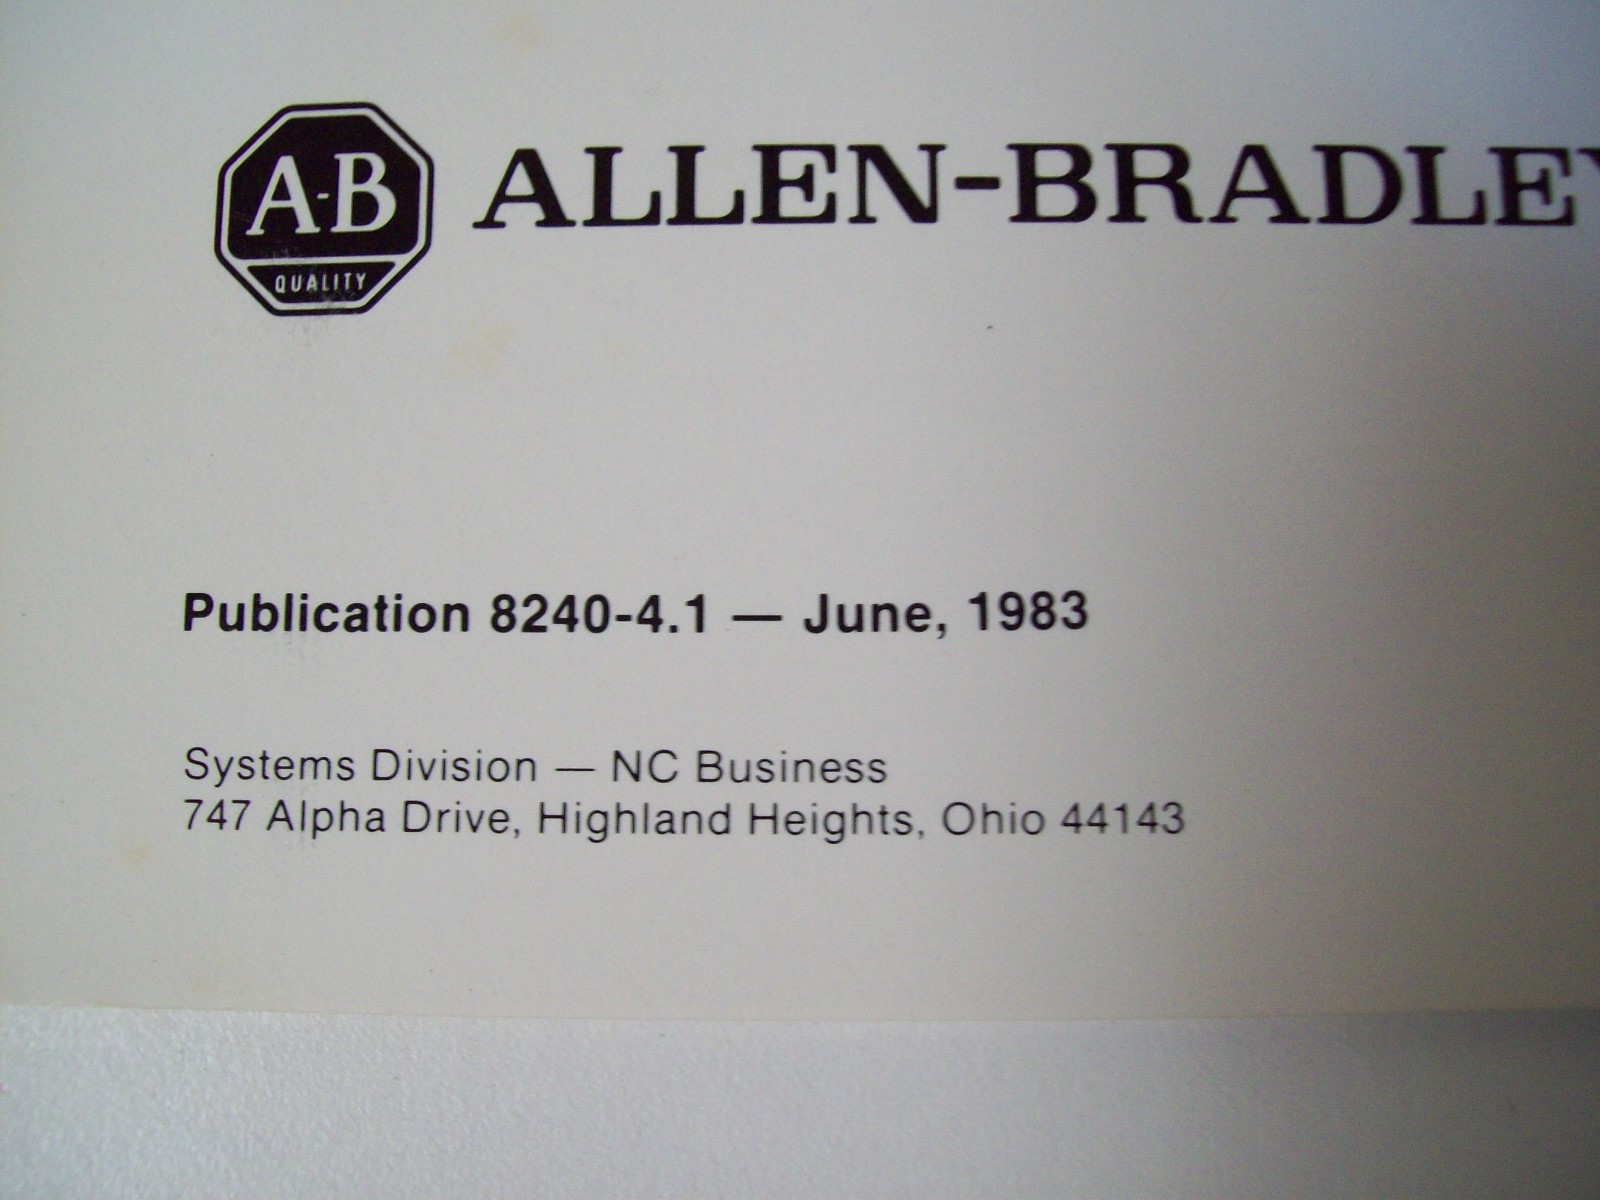 A-B
QUALITY
ALLEN-BRADLEY
Publication 8240-4.1 — June, 1983
Systems Division — NC Business
747 Alpha Drive, Highland Heights, Ohio 44143